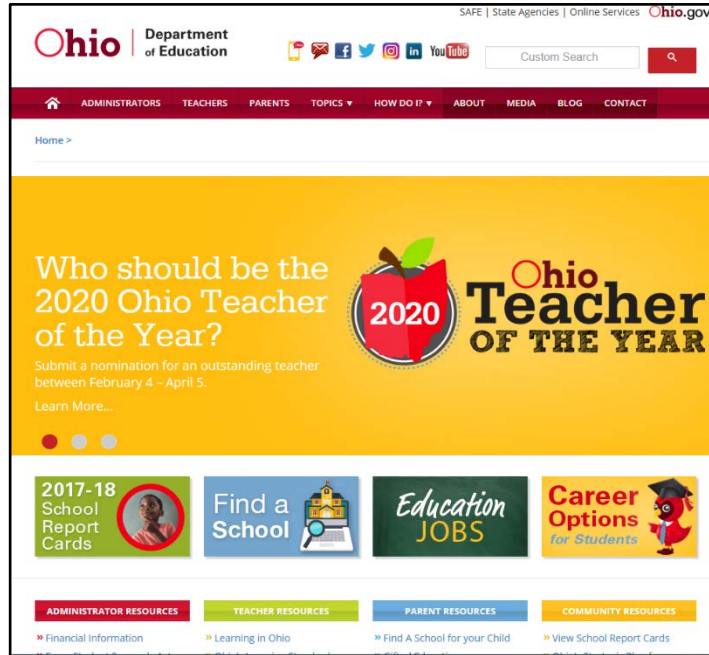 SAFE | State Agencies | Online Services Ohio.gov
Ohio Department
of Education
You Tube
Custom Search
ADMINISTRATORS TEACHERS PARENTS TOPICS ▼ HOW DO I? ▼ ABOUT MEDIA BLOG CONTACT
Home >
Who should be the
2020 Ohio Teacher
of the Year?
Submit a nomination for an outstanding teacher
between February 4 – April 5.
Learn More...
2020
Ohio
Teacher
OF THE YEAR
2017-18
School
Report
Cards
Find a
School
Education
JOBS
Career
Options
for Students
ADMINISTRATOR RESOURCES TEACHER RESOURCES PARENT RESOURCES COMMUNITY RESOURCES
» Financial Information » Learning in Ohio » Find A School for your Child » View School Report Cards